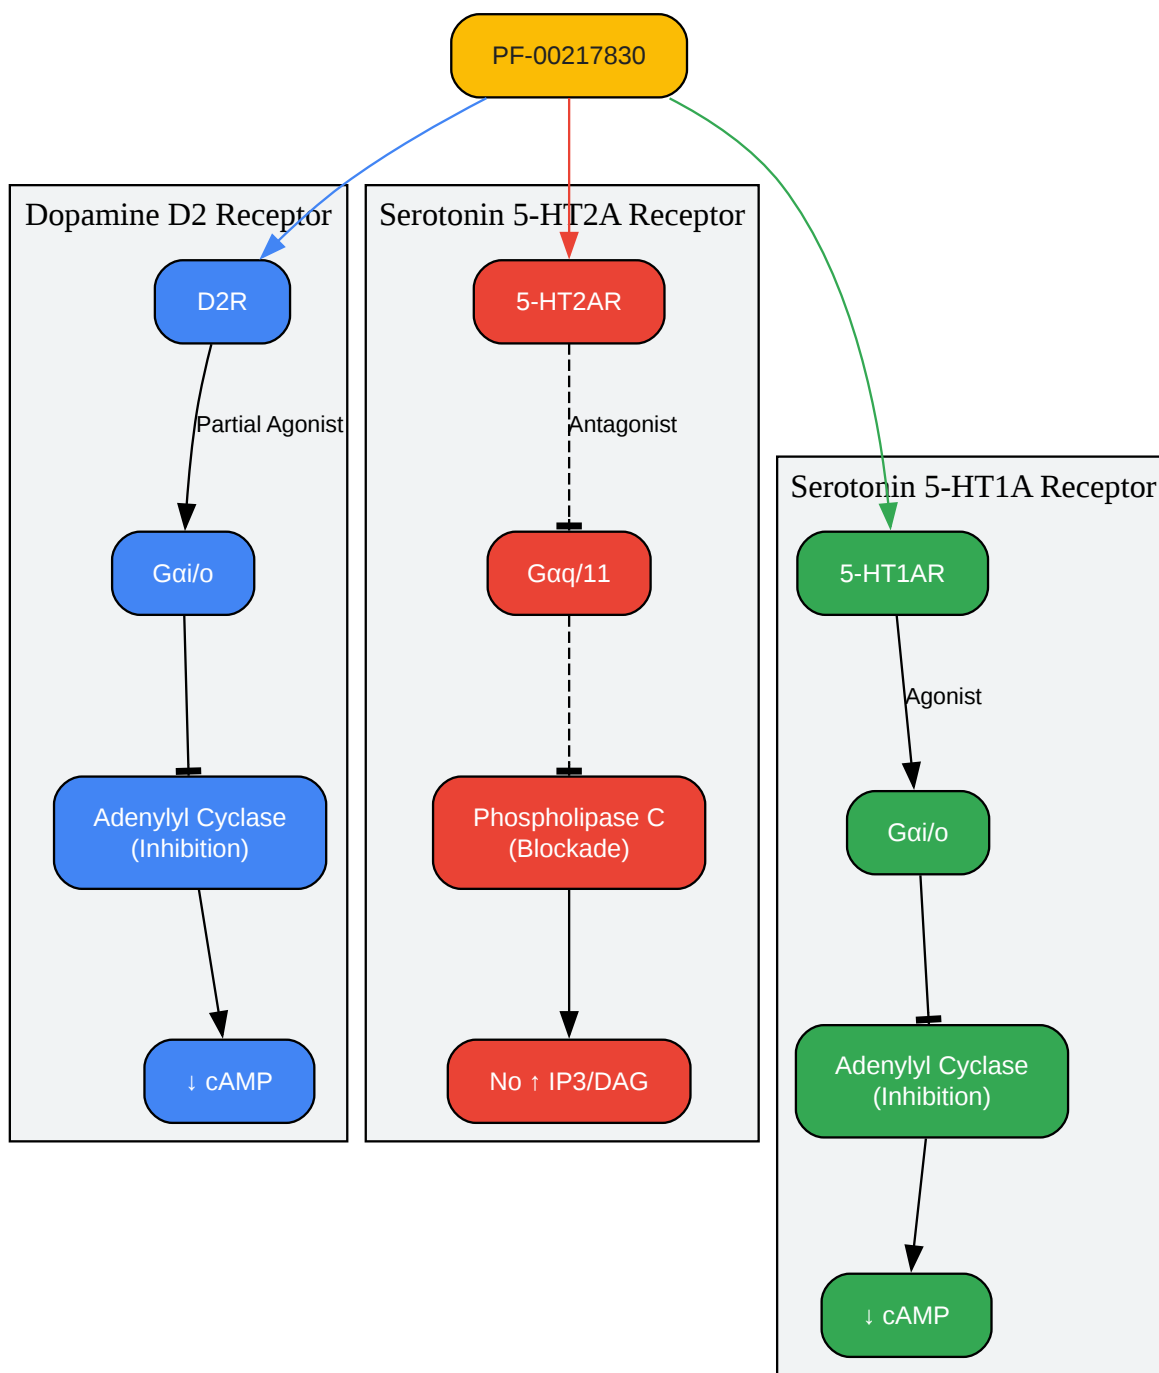 PF-00217830
Dopamine D2 Receptor
D2R
Partial Agonist
Gαi/o
Adenylyl Cyclase
(Inhibition)
↓ cAMP
Serotonin 5-HT2A Receptor
5-HT2AR
Antagonist
Gαq/11
Phospholipase C
(Blockade)
No ↑ IP3/DAG
Serotonin 5-HT1A Receptor
5-HT1AR
Agonist
Gαi/o
Adenylyl Cyclase
(Inhibition)
↓ cAMP